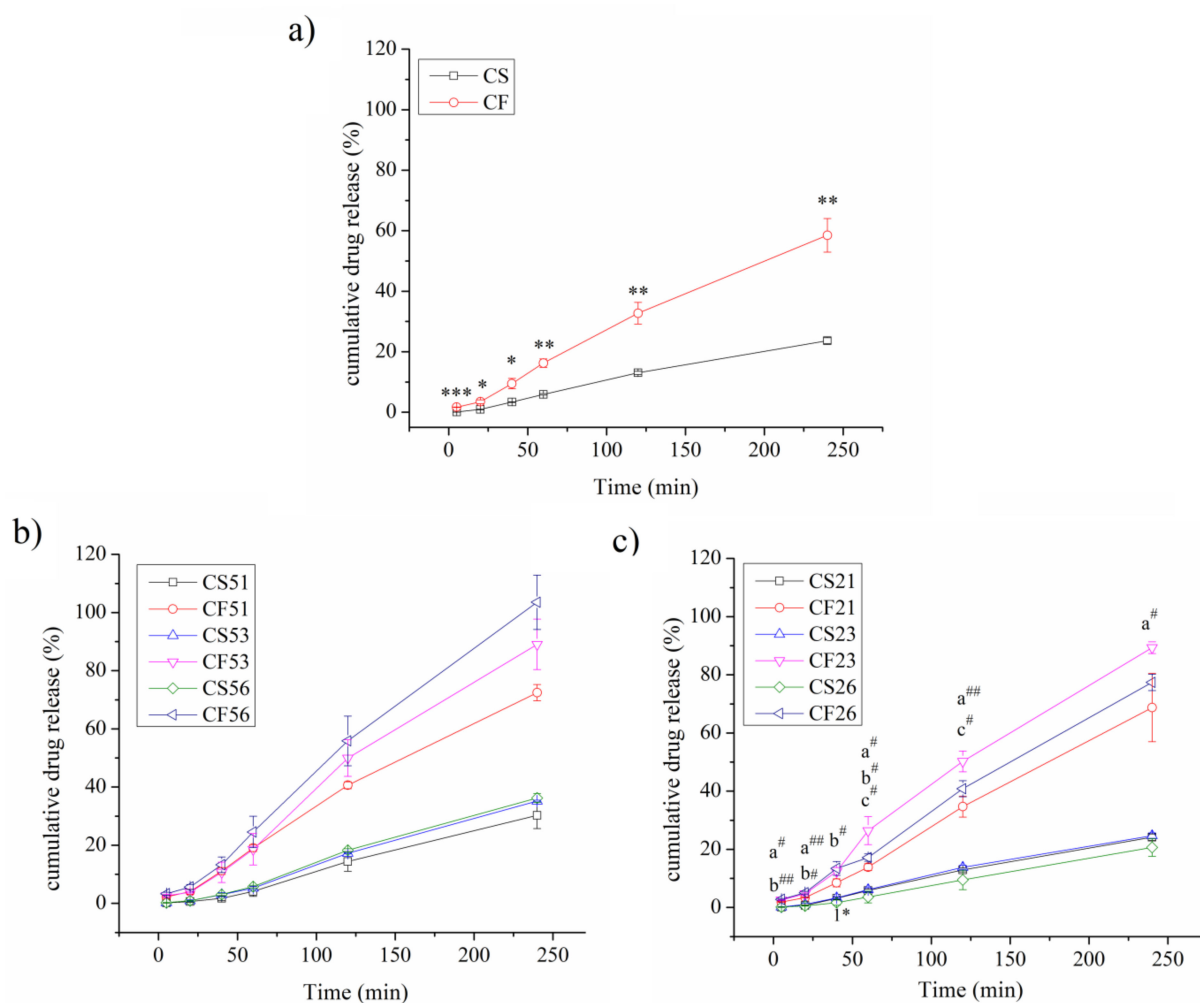 a)
CS
CF
cumulative drug release (%)
120
100
80
60
40
20
0
***
*
*
**
**
**
0
50
100
150
200
250
Time (min)
b)
CS51
CF51
CS53
CF53
CS56
CF56
cumulative drug release (%)
120
100
80
60
40
20
0
0
50
100
150
200
250
Time (min)
c)
CS21
CF21
CS23
CF23
CS26
CF26
cumulative drug release (%)
120
100
80
60
40
20
0
a#
b##
a##
b#
b#
1*
a#
b#
c#
a##
c#
a#
0
50
100
150
200
250
Time (min)